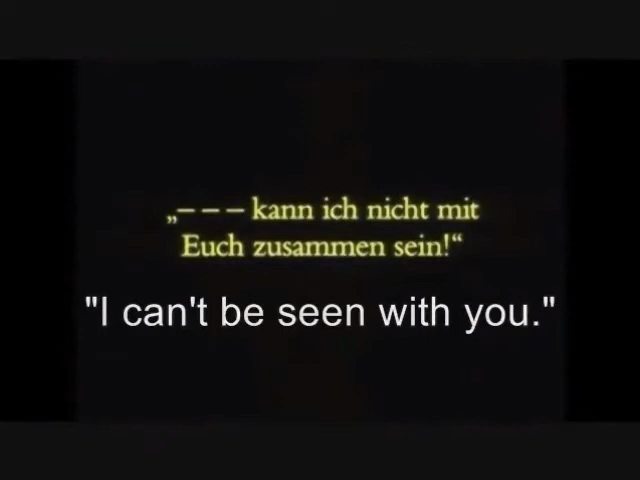 „– – – kann ich nicht mit
Euch zusammen sein!“
"I can't be seen with you."